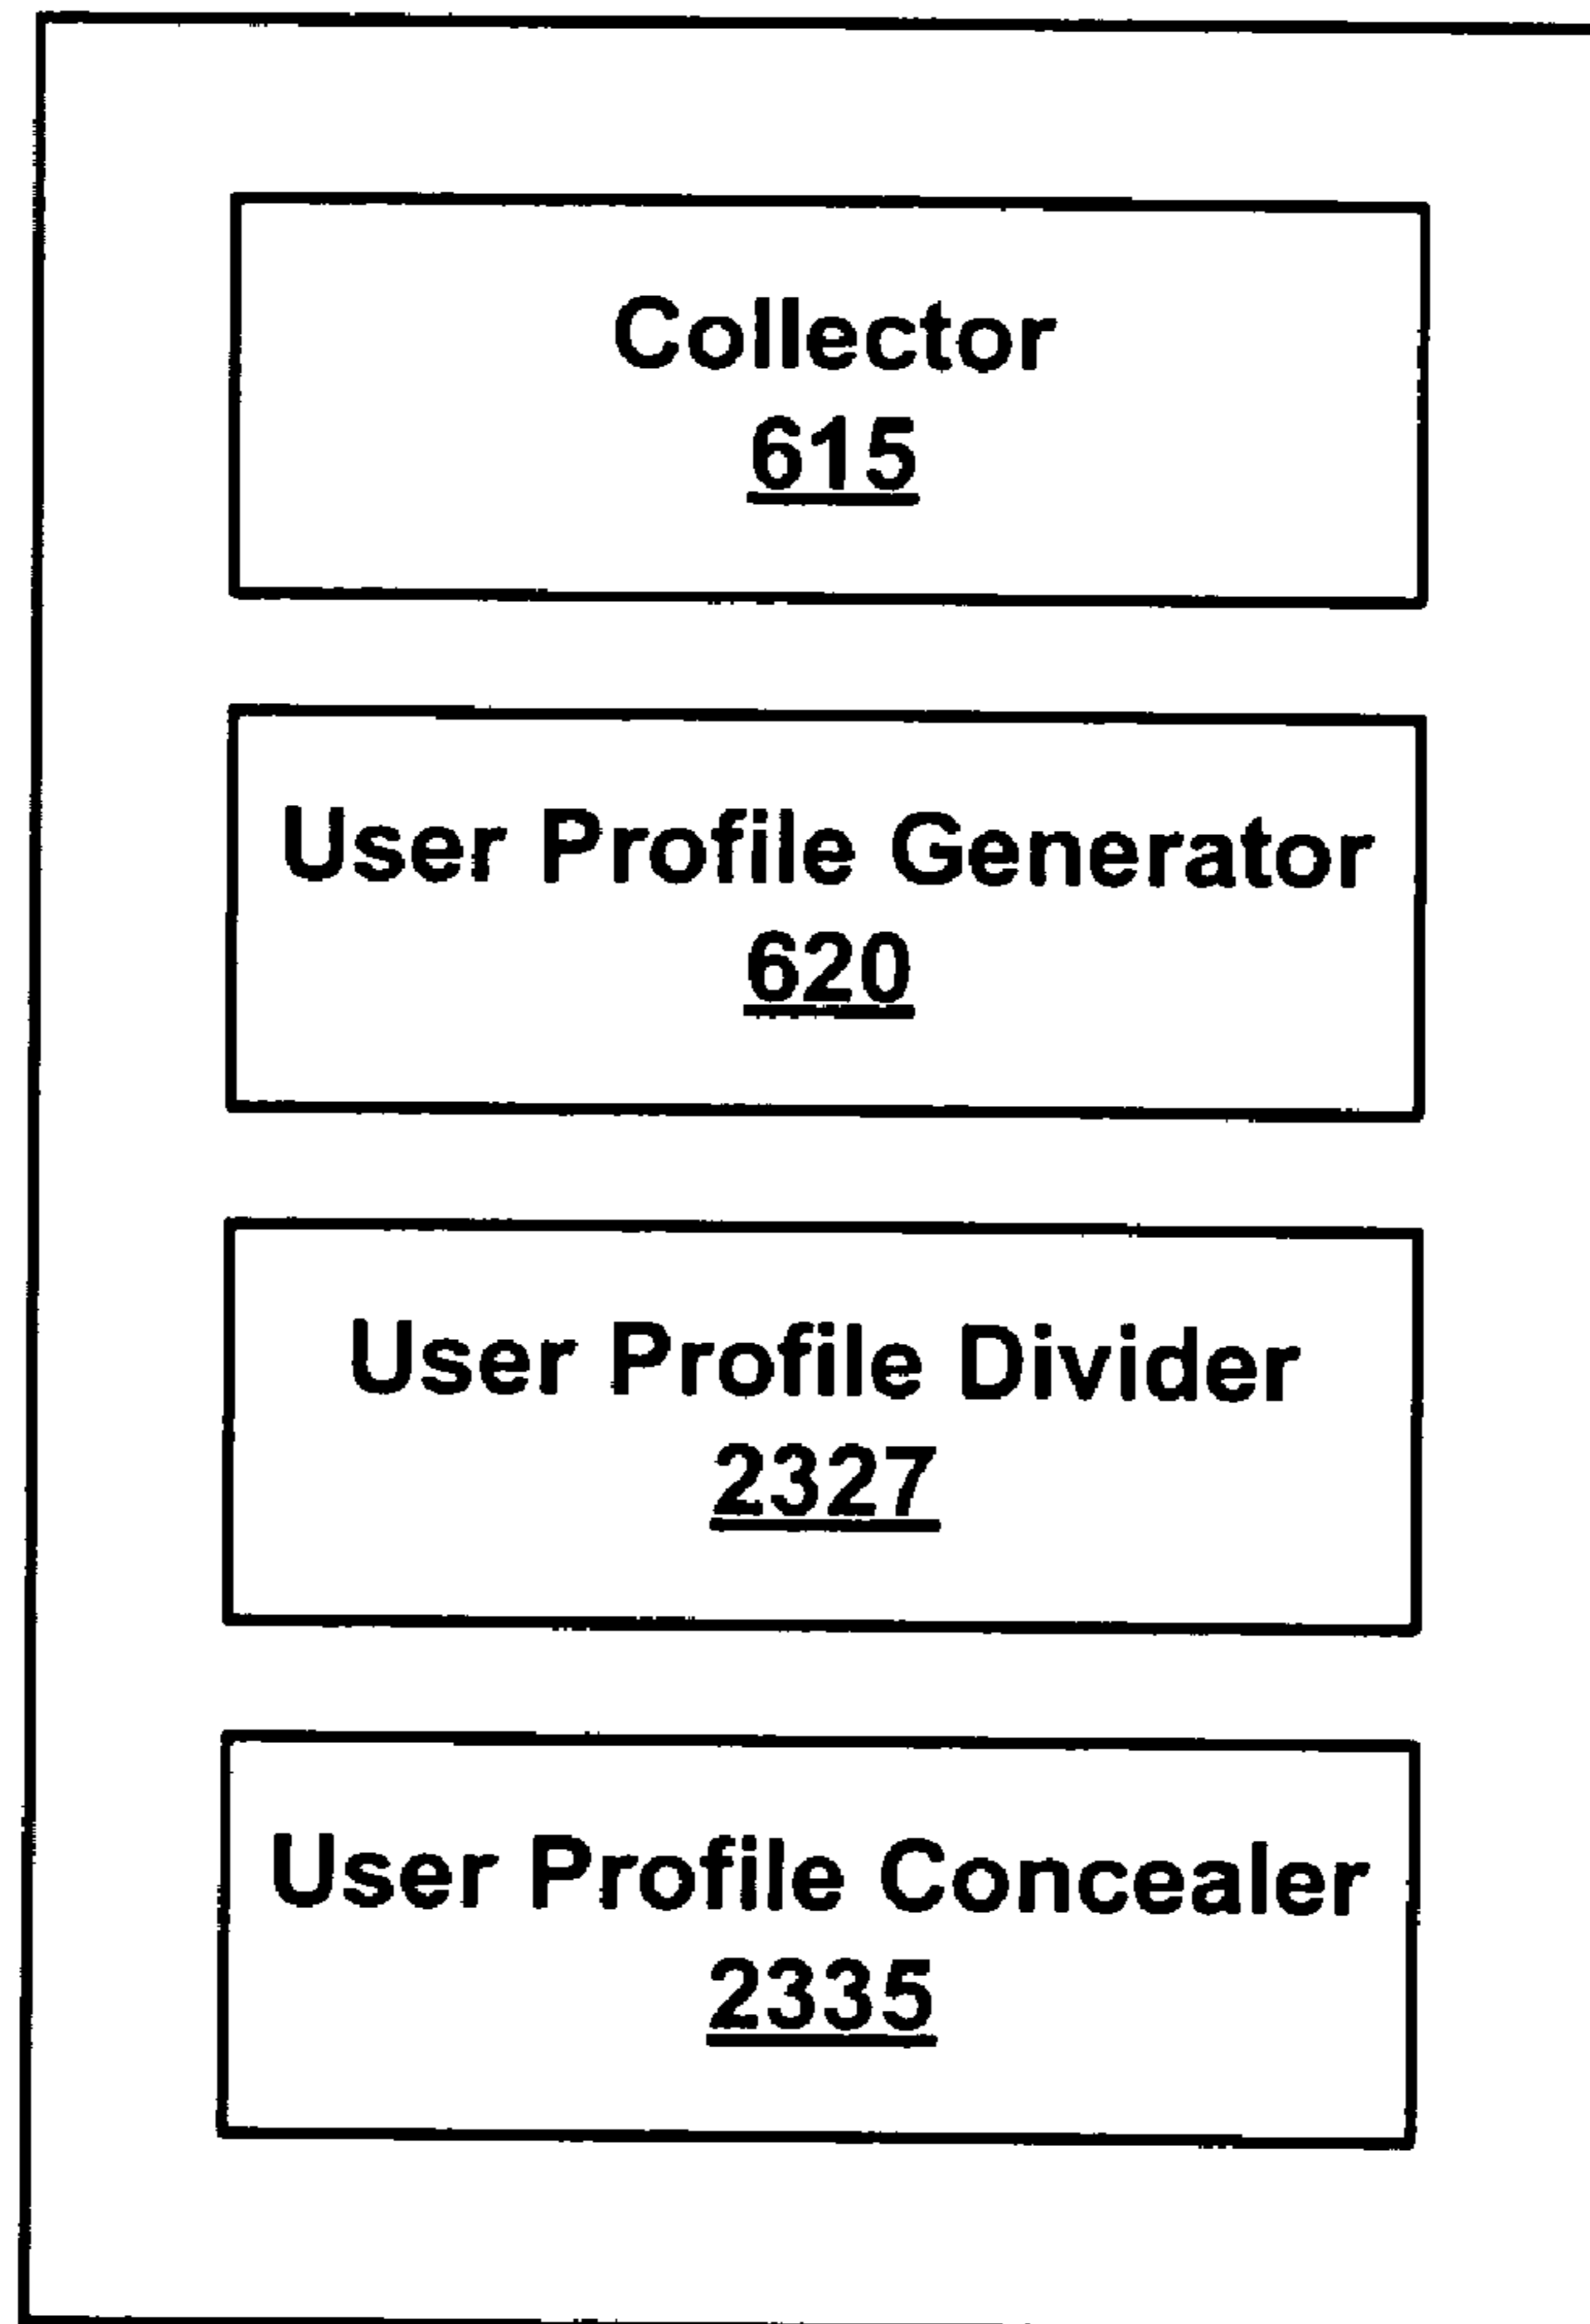 Collector
615
User Profile Generator
620
User Profile Divider
2327
User Profile Concealer
2335